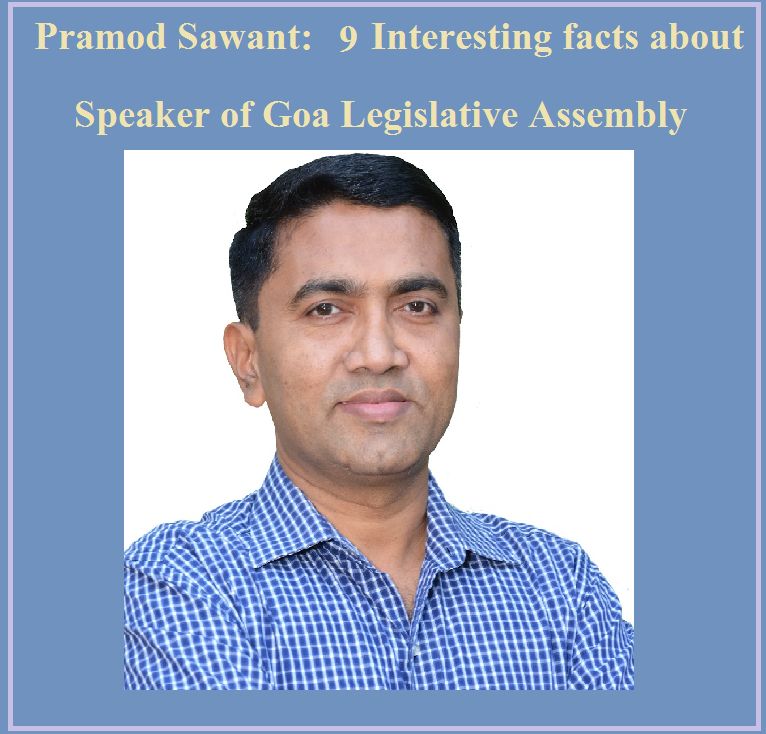 Pramod Sawant: 9 Interesting facts about
Speaker of Goa Legislative Assembly